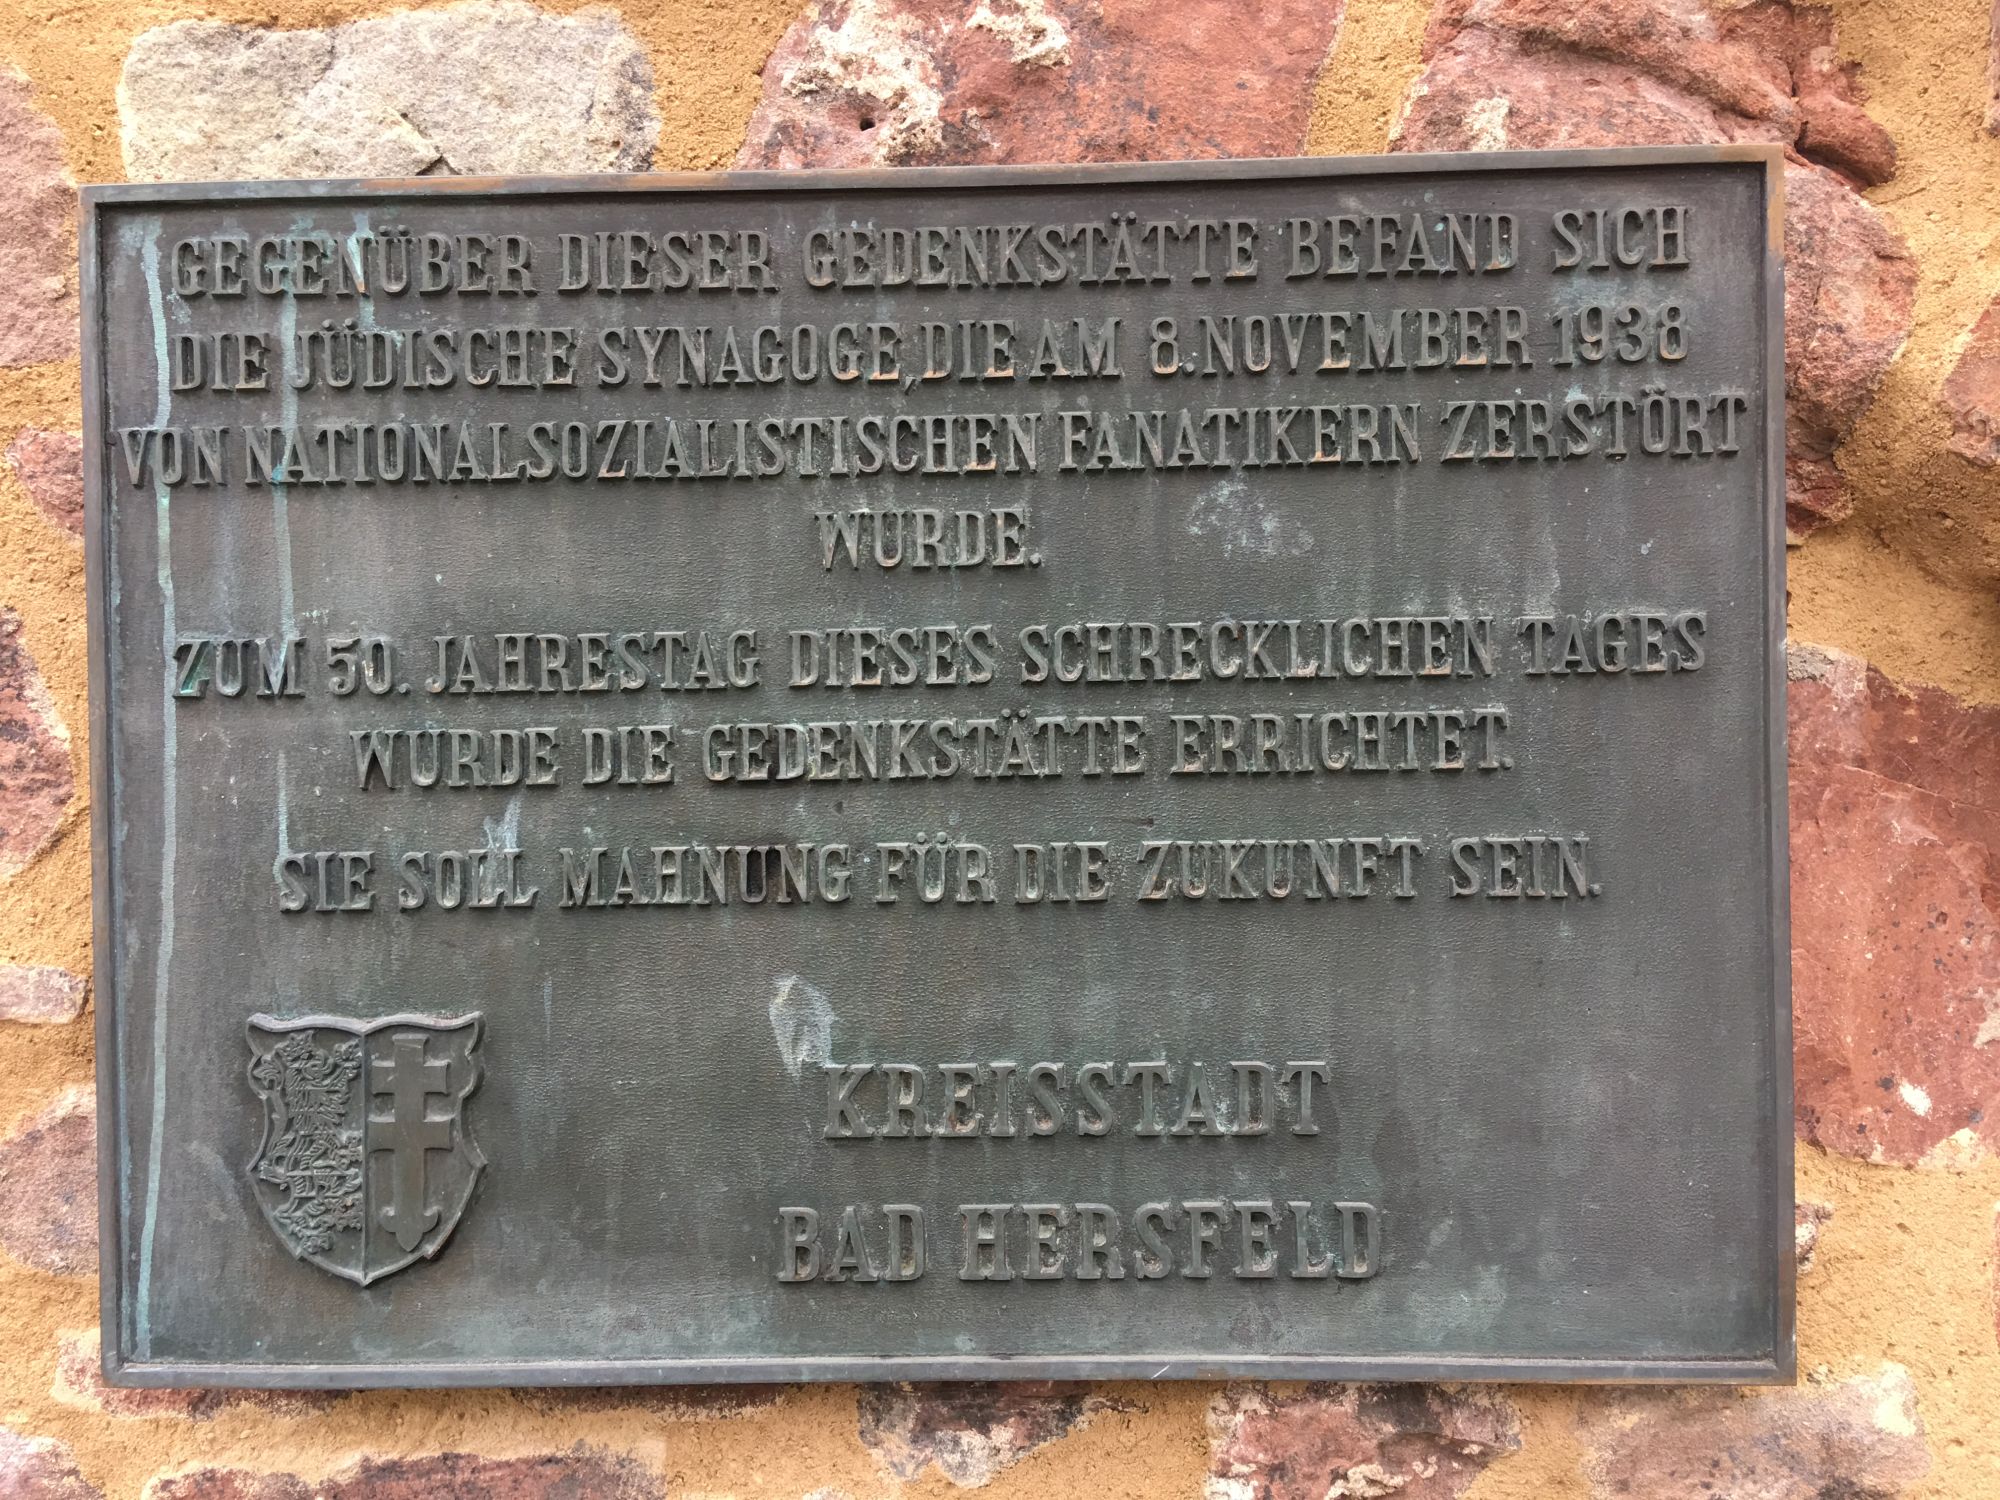 GEGENÜBER DIESER GEDENKSTÄTTE BEFAND SICH
DIE JÜDISCHE SYNAGOGE, DIE AM 8. NOVEMBER 1938
VON NATIONALSOZIALISTISCHEN FANATIKERN ZERSTÖRT
WURDE.
ZUM 50. JAHRESTAG DIESES SCHRECKLICHEN TAGES
WURDE DIE GEDENKSTÄTTE ERRICHTET.
SIE SOLL MAHNUNG FÜR DIE ZUKUNFT SEIN.
KREISSTADT
BAD HERSFELD